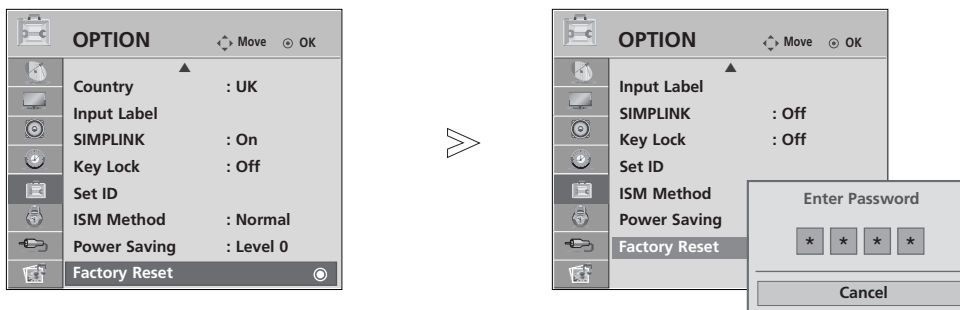 OPTION Move OK
Country : UK
Input Label
SIMPLINK : On
Key Lock : Off
Set ID
ISM Method : Normal
Power Saving : Level 0
Factory Reset
OPTION Move OK
Input Label
SIMPLINK : Off
Key Lock : Off
Set ID
ISM Method
Power Saving
Factory Reset
Enter Password
* * * *
Cancel